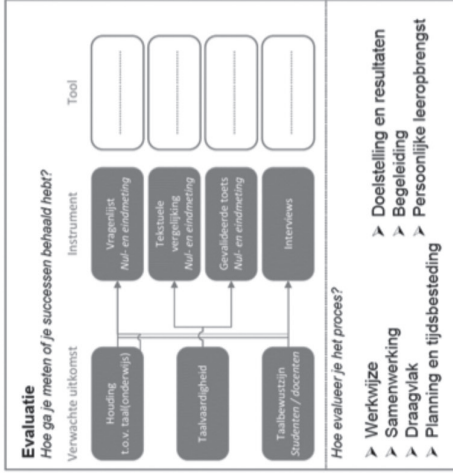 Evaluatie
Hoe ga je meten of je successen behaald hebt?
Verwachte uitkomst
Instrument
Tool
Houding
t.o.v. taal(onderwijs)
Taalvaardigheid
Taalbewustzijn
Studenten / docenten
Vragenlijst
Nul- en eindmeting
Tekstuele
vergelijking
Nul- en eindmeting
Gevalideerde toets
Nul- en eindmeting
Interviews
Hoe evalueer je het proces?
➢ Werkwijze
➢ Samenwerking
➢ Draagvlak
➢ Planning en tijdsbesteding
➢ Doelstelling en resultaten
➢ Begeleiding
➢ Persoonlijke leeropbrengst